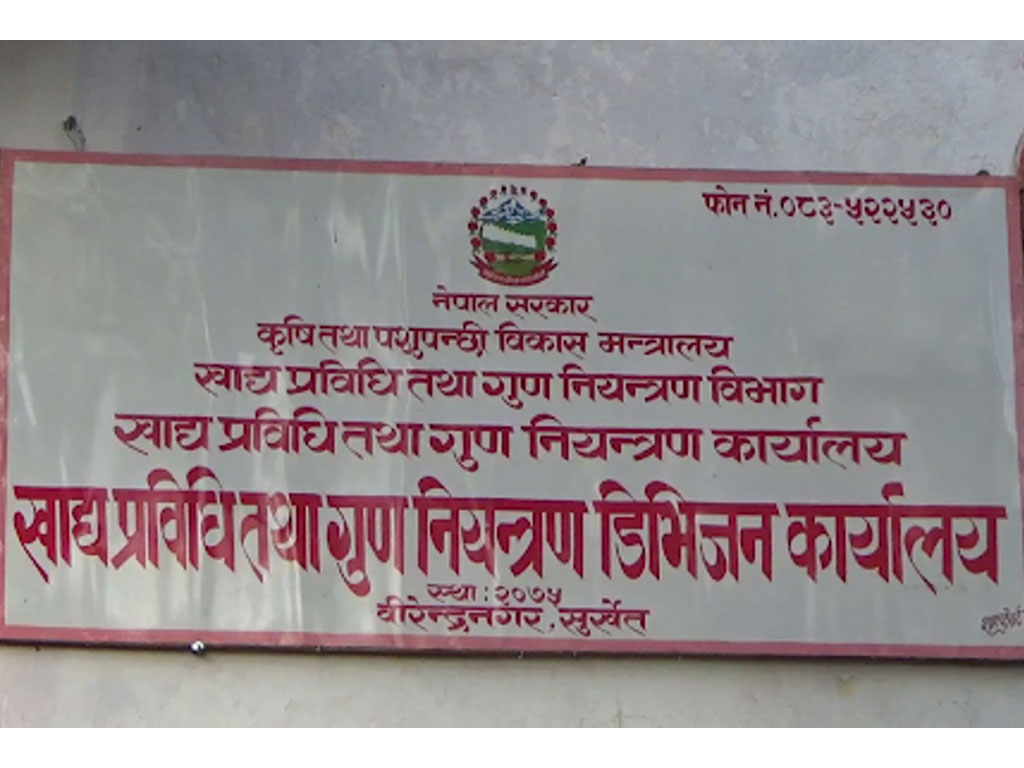 फोन नं.०८३-५२२५३०
नेपाल सरकार
कृषि तथा पशुपन्छी विकास मन्त्रालय
खाद्य प्रविधि तथा गुण नियन्त्रण विभाग
खाद्य प्रविधि तथा गुण नियन्त्रण कार्यालय
खाद्य प्रविधि तथा गुण नियन्त्रण डिभिजन कार्यालय
स्था : २०७५
वीरेन्द्रनगर, सुर्खेत